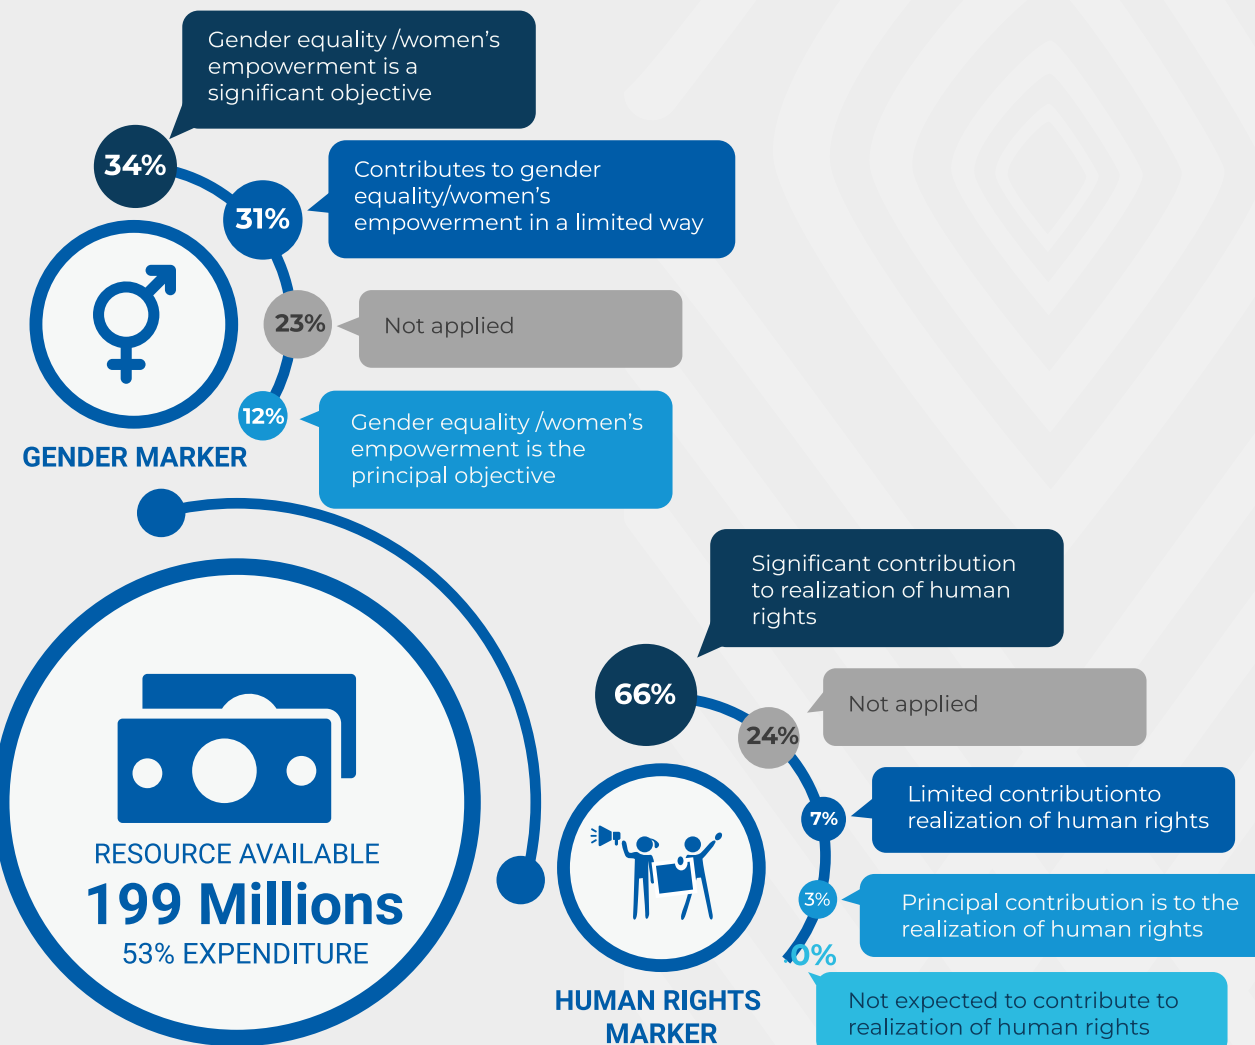 Gender equality /women's
empowerment is a
significant objective
34%
Contributes to gender
equality/women's
empowerment in a limited way
31%
Not applied
23%
Gender equality /women's
empowerment is the
principal objective
12%
GENDER MARKER
RESOURCE AVAILABLE
199 Millions
53% EXPENDITURE
Significant contribution
to realization of human
rights
66%
Not applied
24%
Limited contributionto
realization of human rights
7%
Principal contribution is to the
realization of human rights
3%
0%
Not expected to contribute to
realization of human rights
HUMAN RIGHTS
MARKER